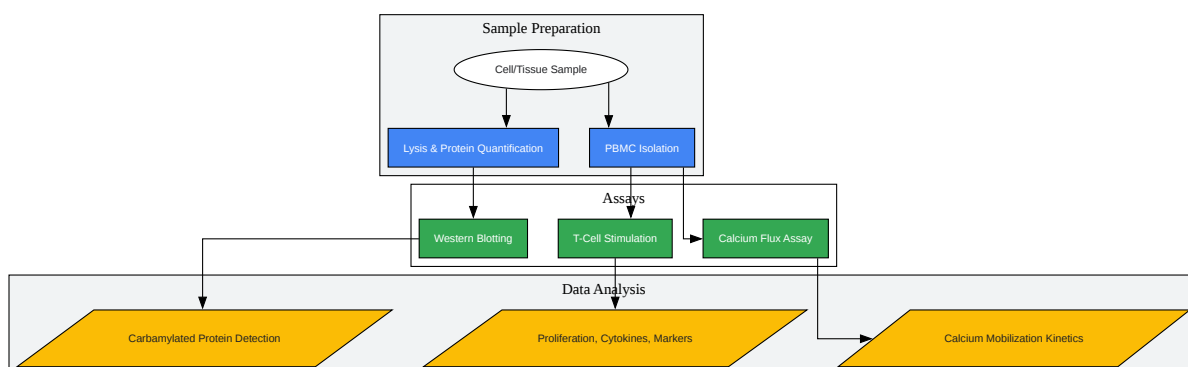 Sample Preparation
Cell/Tissue Sample
Lysis & Protein Quantification
PBMC Isolation
Assays
Western Blotting
T-Cell Stimulation
Calcium Flux Assay
Data Analysis
Carbamylated Protein Detection
Proliferation, Cytokines, Markers
Calcium Mobilization Kinetics